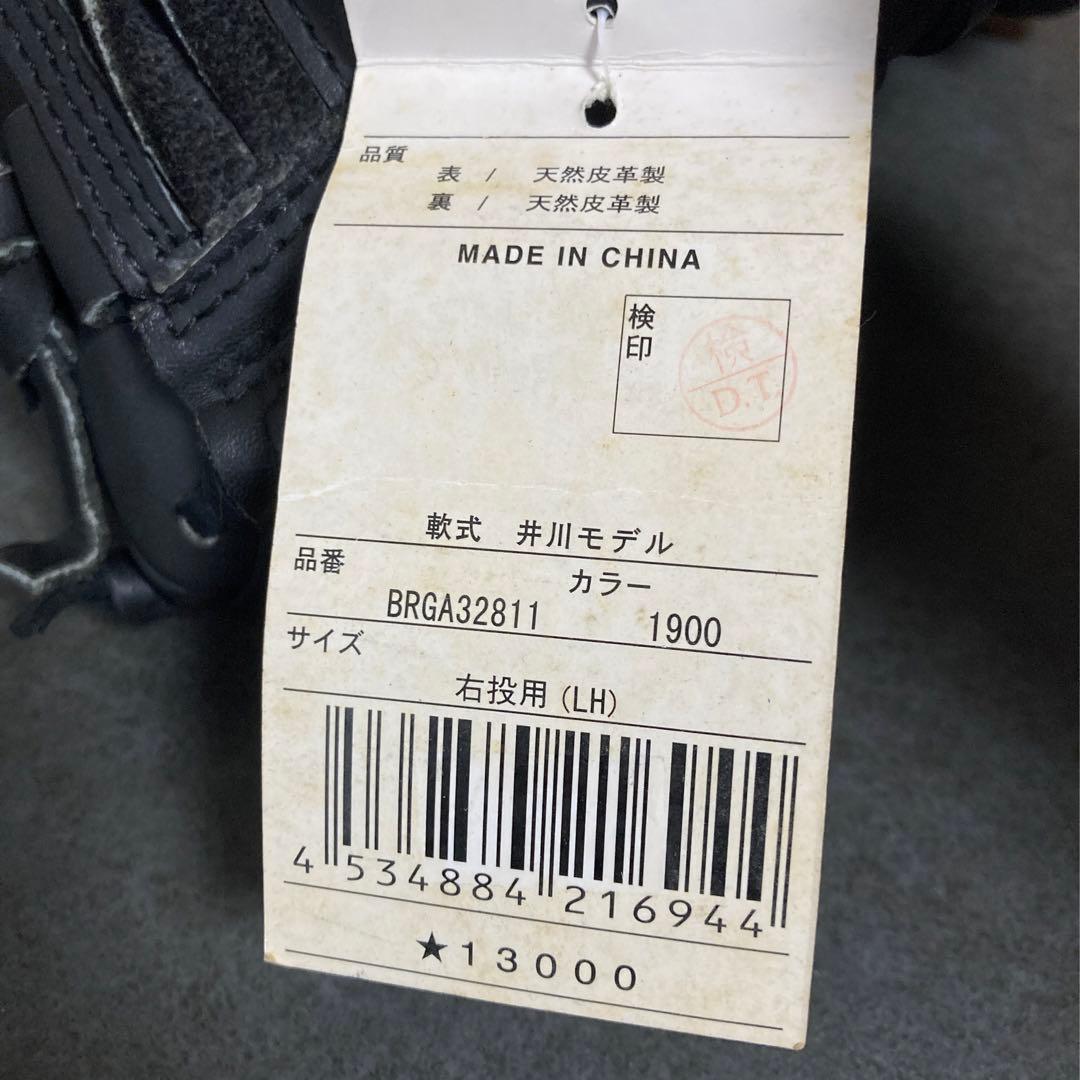 品質
表 / 天然皮革製
裏 / 天然皮革製
MADE IN CHINA
検印
検
D.I.
軟式 井川モデル
品番 カラー
BRGA32811 1900
サイズ
右投用(LH)
4 534884 216944
★13000